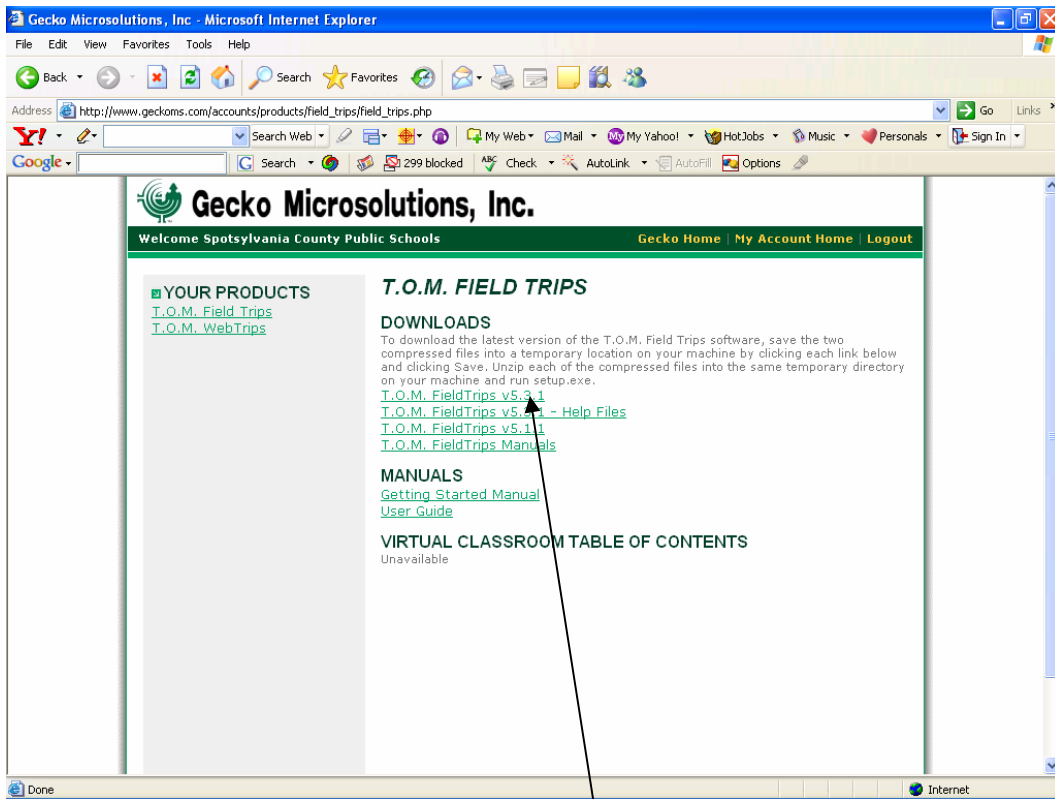 Gecko Microsolutions, Inc - Microsoft Internet Explorer
File Edit View Favorites Tools Help
Back Search Favorites
Address http://www.geckoms.com/accounts/products/field_trips/field_trips.php Go Links »
Y! Search Web My Web Mail My Yahoo! HotJobs Music Personals Sign In
Google G Search 299 blocked ABC Check AutoLink AutoFill Options
Gecko Microsolutions, Inc.
Welcome Spotsylvania County Public Schools Gecko Home | My Account Home | Logout
YOUR PRODUCTS
T.O.M. Field Trips
T.O.M. WebTrips
T.O.M. FIELD TRIPS
DOWNLOADS
To download the latest version of the T.O.M. Field Trips software, save the two
compressed files into a temporary location on your machine by clicking each link below
and clicking Save. Unzip each of the compressed files into the same temporary directory
on your machine and run setup.exe.
T.O.M. FieldTrips v5.3.1
T.O.M. FieldTrips v5.3.1 - Help Files
T.O.M. FieldTrips v5.1.1
T.O.M. FieldTrips Manuals
MANUALS
Getting Started Manual
User Guide
VIRTUAL CLASSROOM TABLE OF CONTENTS
Unavailable
Done Internet